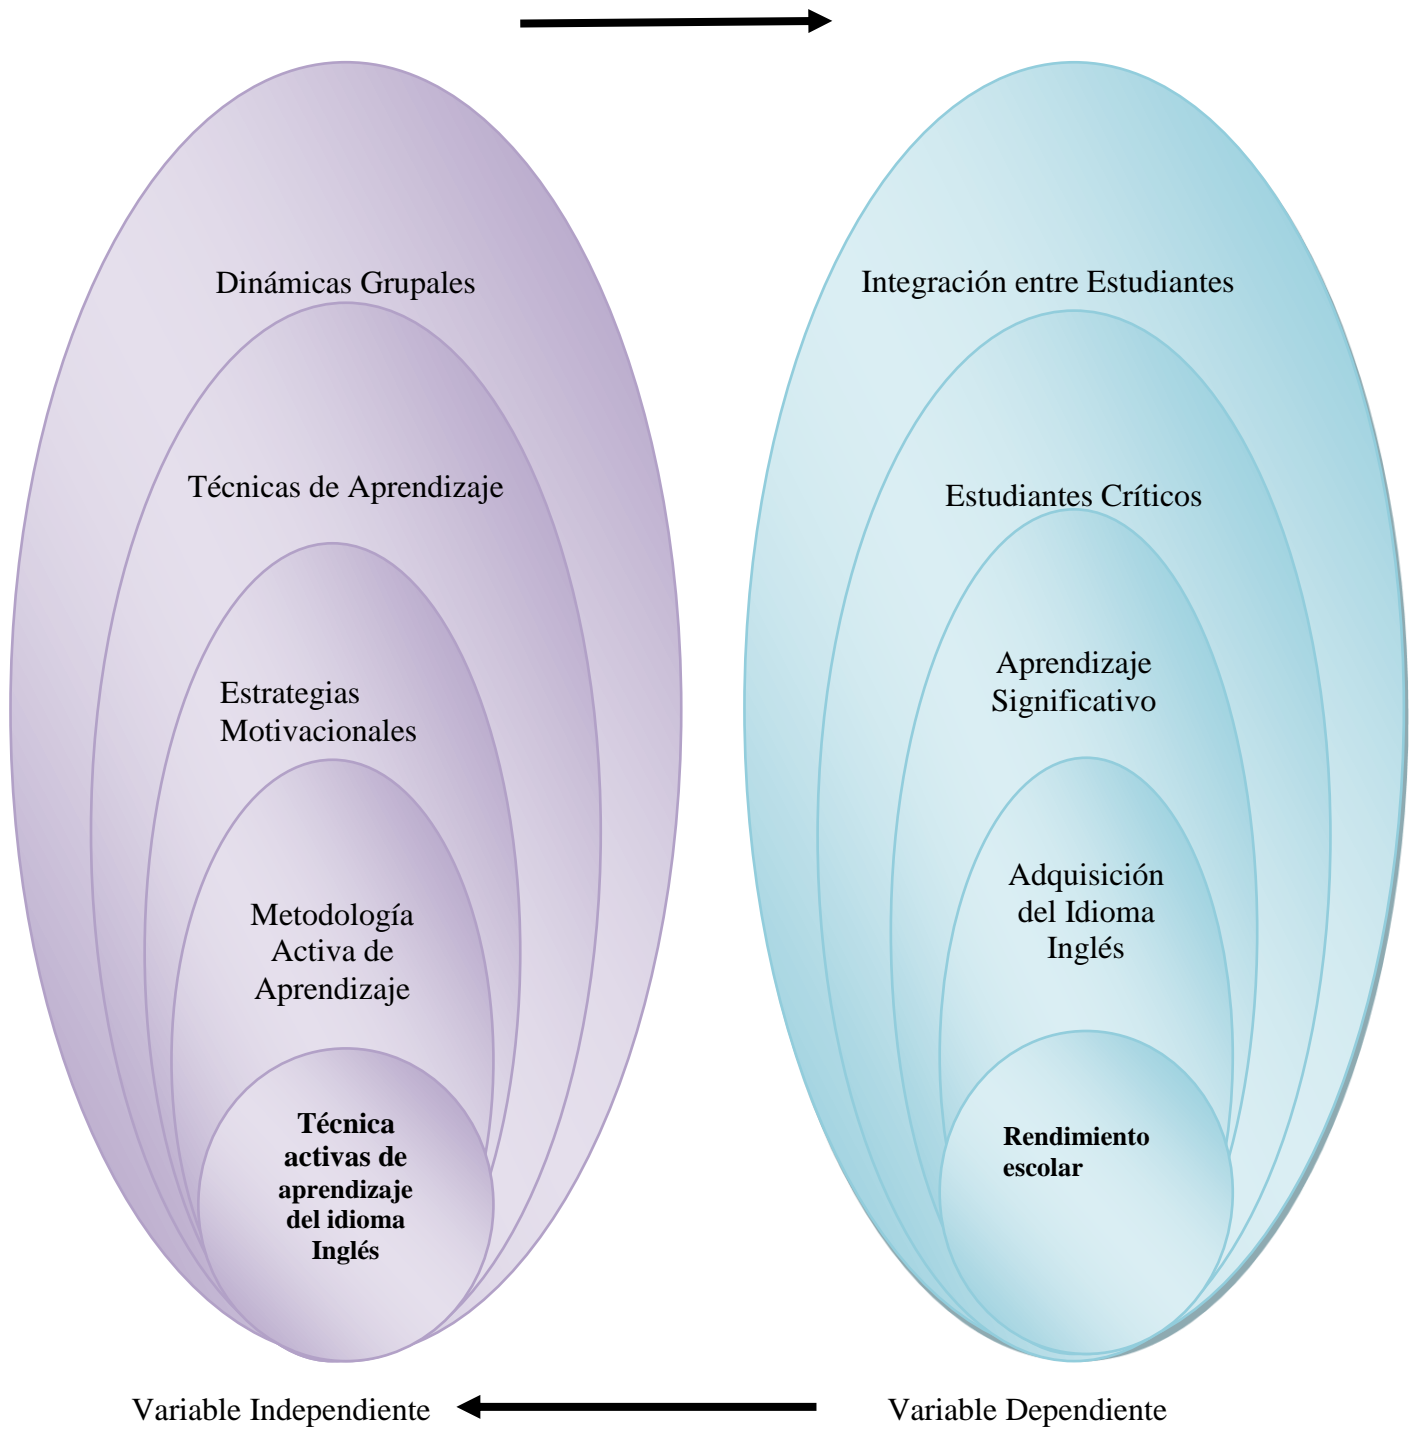 Dinámicas Grupales
Técnicas de Aprendizaje
Estrategias
Motivacionales
Metodología
Activa de
Aprendizaje
Técnica
activas de
aprendizaje
del idioma
Inglés
Variable Independiente
Integración entre Estudiantes
Estudiantes Críticos
Aprendizaje
Significativo
Adquisición
del Idioma
Inglés
Rendimiento
escolar
Variable Dependiente